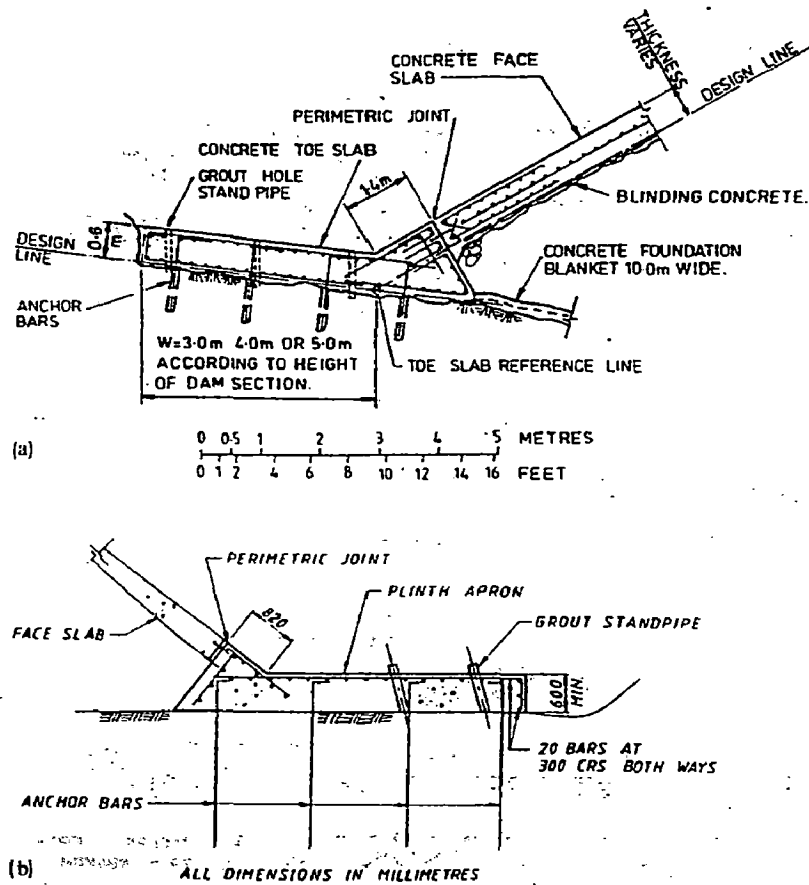 CONCRETE FACE
SLAB
THICKNESS
VARIES
DESIGN LINE
PERIMETRIC JOINT
CONCRETE TOE SLAB
GROUT HOLE
STAND PIPE
1·4m
BLINDING CONCRETE.
DESIGN
LINE
0·6 m
CONCRETE FOUNDATION
BLANKET 10·0m WIDE.
ANCHOR
BARS
W=3·0m 4·0m OR 5·0m
ACCORDING TO HEIGHT
OF DAM SECTION.
TOE SLAB REFERENCE LINE
(a)
0 0·5 1 2 3 4 5 METRES
0 1 2 4 6 8 10 12 14 16 FEET
PERIMETRIC JOINT
PLINTH APRON
820
GROUT STANDPIPE
FACE SLAB
600
MIN.
20 BARS AT
300 CRS BOTH WAYS
ANCHOR BARS
(b)
ALL DIMENSIONS IN MILLIMETRES